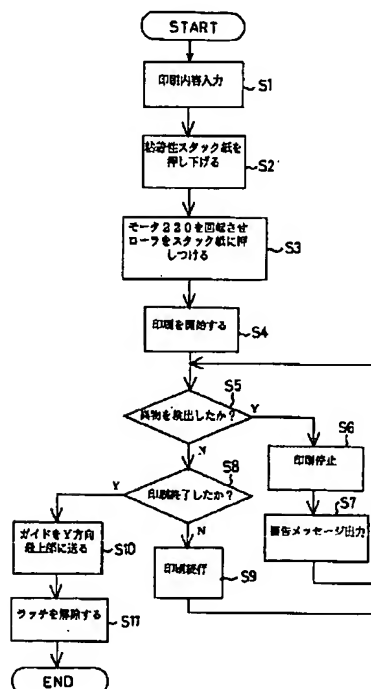 START
印刷内容入力
S1
粘着性スタック紙を
押し下げる
S2
モータ220を回転させ
ローラをスタック紙に押
しつける
S3
印刷を開始する
S4
異物を検出したか?
S5
Y
N
印刷停止
S6
警告メッセージ出力
S7
印刷終了したか?
S8
Y
N
印刷続行
S9
ガイドをY方向
最上部に送る
S10
ラッチを解除する
S11
END